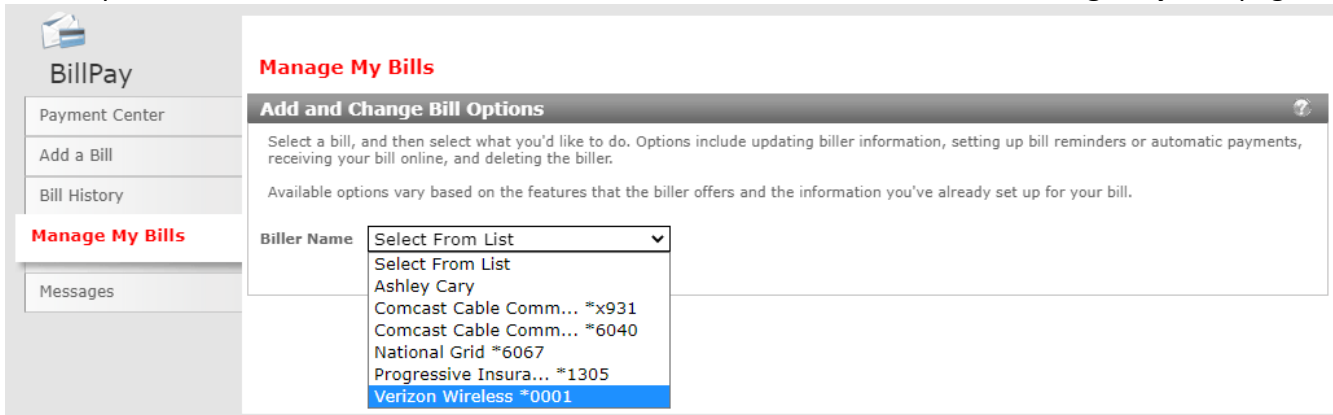 BillPay
Payment Center
Add a Bill
Bill History
Manage My Bills
Messages
Manage My Bills
Add and Change Bill Options
?
Select a bill, and then select what you'd like to do. Options include updating biller information, setting up bill reminders or automatic payments,
receiving your bill online, and deleting the biller.
Available options vary based on the features that the biller offers and the information you've already set up for your bill.
Biller Name Select From List
Select From List
Ashley Cary
Comcast Cable Comm... *x931
Comcast Cable Comm... *6040
National Grid *6067
Progressive Insura... *1305
Verizon Wireless *0001